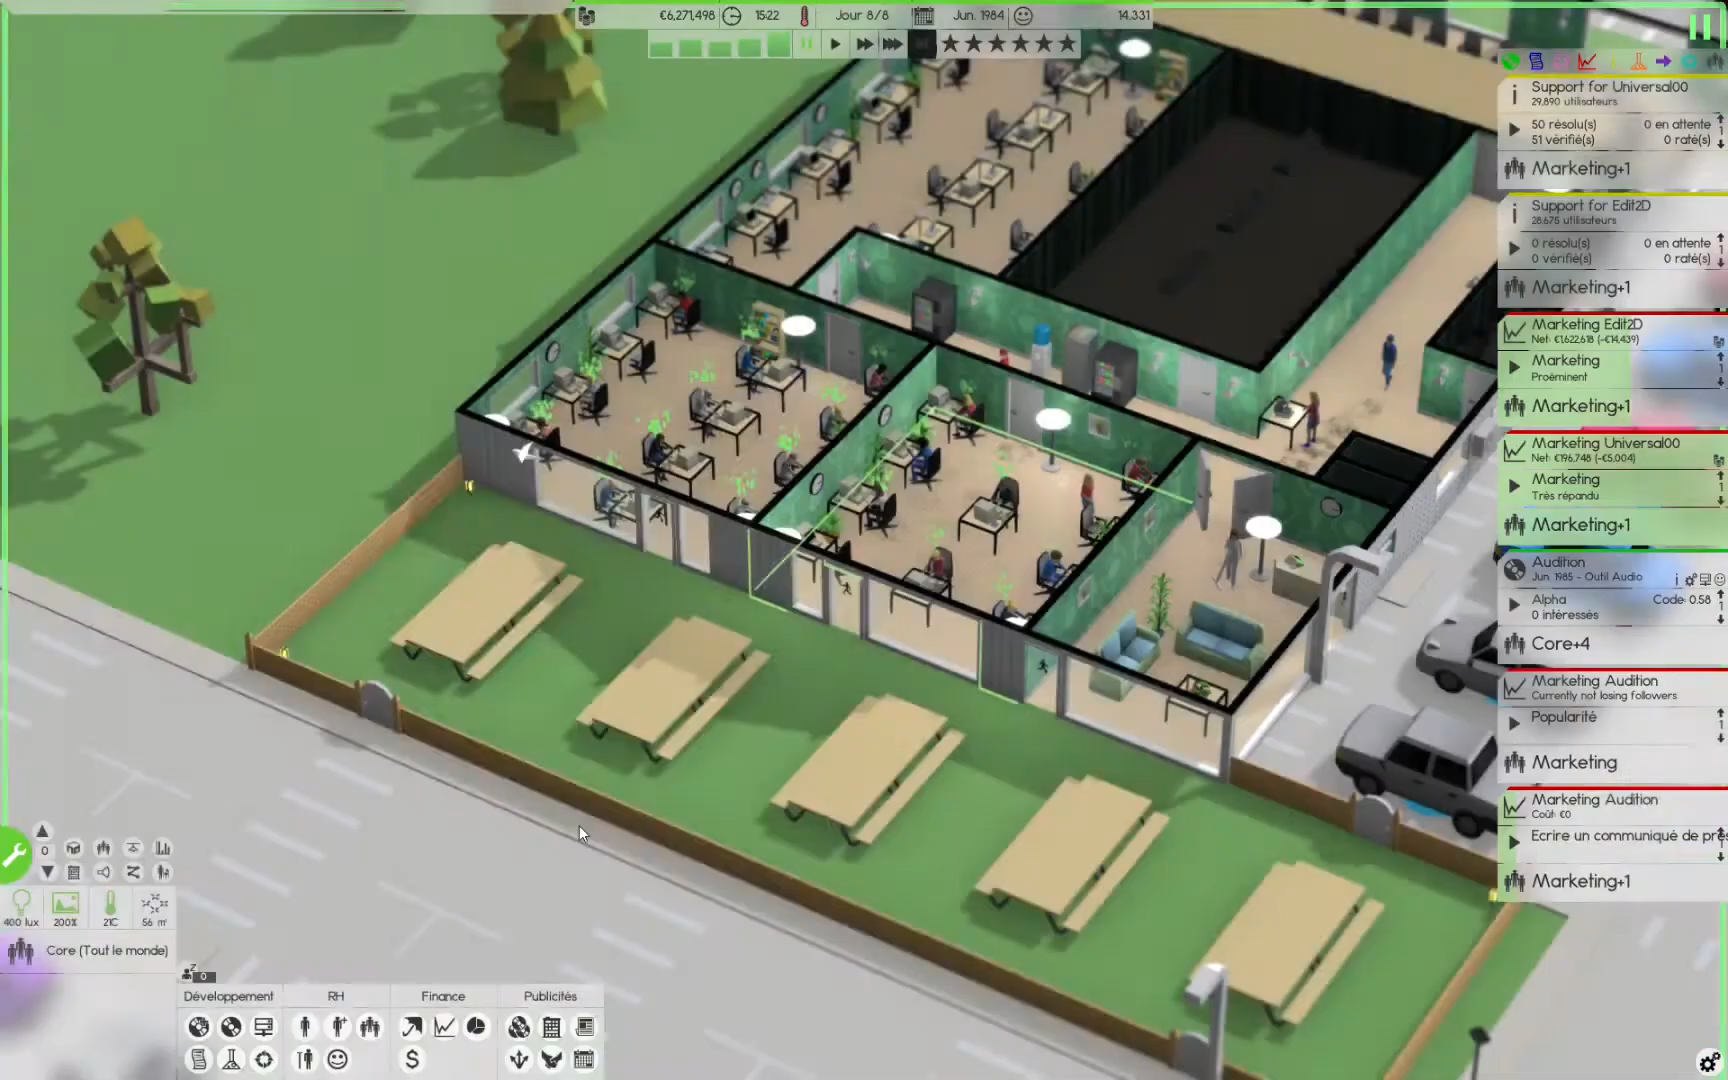 €6,271,498
15:22
Jour 8/8
Jun. 1984
14.331
Support for Universal00
29,890 utilisateurs
50 résolu(s) 0 en attente
51 vérifié(s) 0 raté(s)
Marketing+1
Support for Edit2D
28,675 utilisateurs
0 résolu(s) 0 en attente
0 vérifié(s) 0 raté(s)
Marketing+1
Marketing Edit2D
Net: €1,622,618 (-€14,439)
Marketing
Proéminent
Marketing+1
Marketing Universal00
Net: €196,748 (-€5,004)
Marketing
Très répandu
Marketing+1
Audition
Jun. 1985 - Outil Audio
Alpha Code: 0.58
0 intéressés
Core+4
Marketing Audition
Currently not losing followers
Popularité
Marketing
Marketing Audition
Coût: €0
Ecrire un communiqué de pres
Marketing+1
0
400 lux
200%
21C
56 m²
Core (Tout le monde)
0
Développement
RH
Finance
Publicités